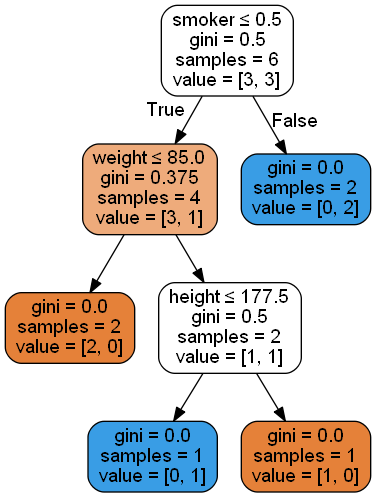 smoker ≤ 0.5
gini = 0.5
samples = 6
value = [3, 3]
True
False
weight ≤ 85.0
gini = 0.375
samples = 4
value = [3, 1]
gini = 0.0
samples = 2
value = [0, 2]
gini = 0.0
samples = 2
value = [2, 0]
height ≤ 177.5
gini = 0.5
samples = 2
value = [1, 1]
gini = 0.0
samples = 1
value = [0, 1]
gini = 0.0
samples = 1
value = [1, 0]